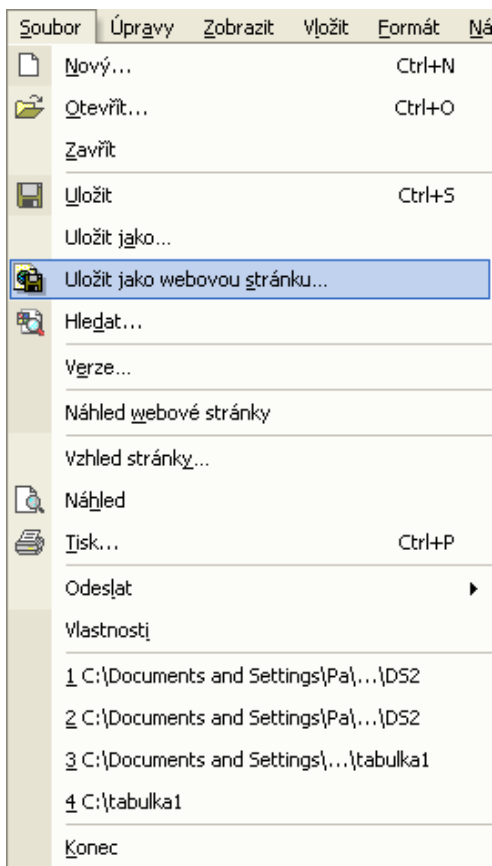 Soubor Úpravy Zobrazit Vložit Formát Ná
Nový... Ctrl+N
Otevřít... Ctrl+O
Zavřít
Uložit Ctrl+S
Uložit jako...
Uložit jako webovou stránku...
Hledat...
Verze...
Náhled webové stránky
Vzhled stránky...
Náhled
Tisk... Ctrl+P
Odeslat
Vlastnosti
1 C:\Documents and Settings\Pa\...\DS2
2 C:\Documents and Settings\Pa\...\DS2
3 C:\Documents and Settings\...\tabulka1
4 C:\tabulka1
Konec